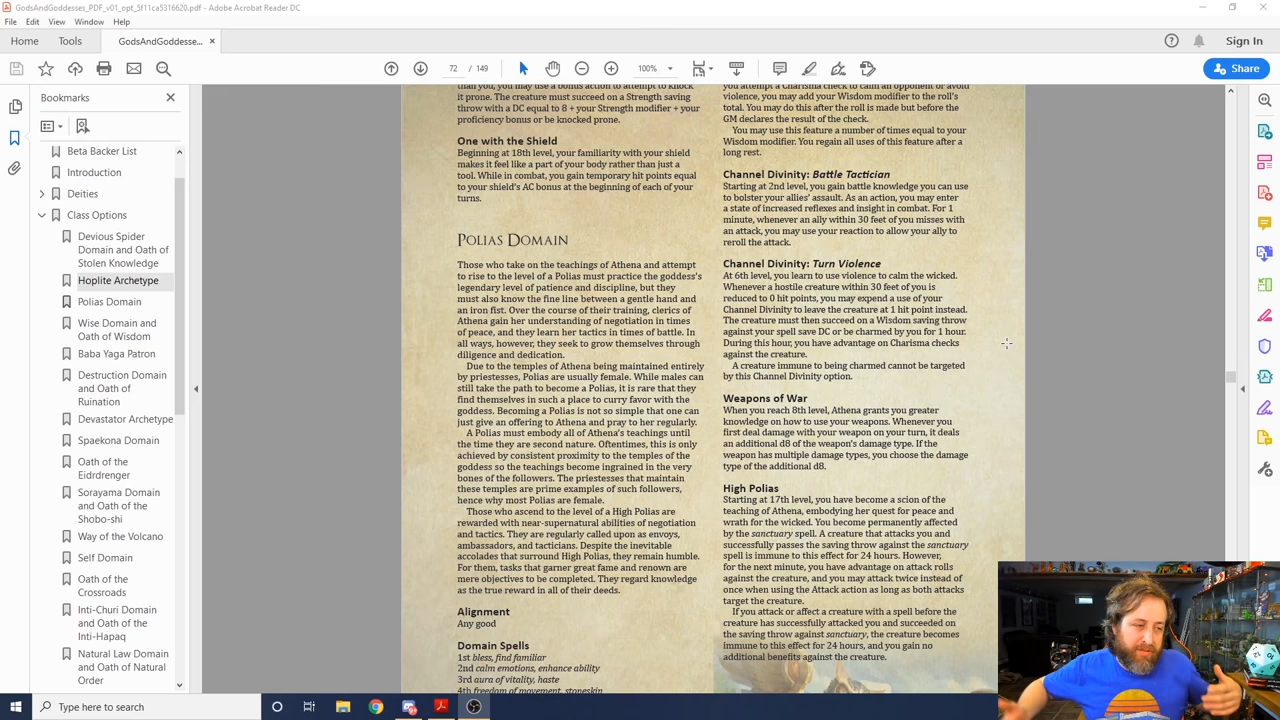 GodsAndGoddesses_PDF_v01_opt_5f11ca5316620.pdf - Adobe Acrobat Reader DC
File Edit View Window Help
Home Tools GodsAndGoddesse... ×
Sign In
72 / 149
100%
Share
Bookmarks
Beta Backer List
Introduction
Deities
Class Options
Devious Spider
Domain and Oath of
Stolen Knowledge
Hoplite Archetype
Polias Domain
Wise Domain and
Oath of Wisdom
Baba Yaga Patron
Destruction Domain
and Oath of
Ruination
Devastator Archetype
Spaekona Domain
Oath of the
Eidrdrenger
Sorayama Domain
and Oath of the
Shobo-shi
Way of the Volcano
Self Domain
Oath of the
Crossroads
Inti-Churi Domain
and Oath of the
Inti-Hapaq
Natural Law Domain
and Oath of Natural
Order
than you, you may use a bonus action to attempt to knock
it prone. The creature must succeed on a Strength saving
throw with a DC equal to 8 + your Strength modifier + your
proficiency bonus or be knocked prone.
One with the Shield
Beginning at 18th level, your familiarity with your shield
makes it feel like a part of your body rather than just a
tool. While in combat, you gain temporary hit points equal
to your shield's AC bonus at the beginning of each of your
turns.
Polias Domain
Those who take on the teachings of Athena and attempt
to rise to the level of a Polias must practice the goddess's
legendary level of patience and discipline, but they
must also know the fine line between a gentle hand and
an iron fist. Over the course of their training, clerics of
Athena gain her understanding of negotiation in times
of peace, and they learn her tactics in times of battle. In
all ways, however, they seek to grow themselves through
diligence and dedication.
Due to the temples of Athena being maintained entirely
by priestesses, Polias are usually female. While males can
still take the path to become a Polias, it is rare that they
find themselves in such a place to curry favor with the
goddess. Becoming a Polias is not so simple that one can
just give an offering to Athena and pray to her regularly.
A Polias must embody all of Athena's teachings until
the time they are second nature. Oftentimes, this is only
achieved by consistent proximity to the temples of the
goddess so the teachings become ingrained in the very
bones of the followers. The priestesses that maintain
these temples are prime examples of such followers,
hence why most Polias are female.
Those who ascend to the level of a High Polias are
rewarded with near-supernatural abilities of negotiation
and tactics. They are regularly called upon as envoys,
ambassadors, and tacticians. Despite the inevitable
accolades that surround High Polias, they remain humble.
For them, tasks that garner great fame and renown are
mere objectives to be completed. They regard knowledge
as the true reward in all of their deeds.
Alignment
Any good
Domain Spells
1st bless, find familiar
2nd calm emotions, enhance ability
3rd aura of vitality, haste
4th freedom of movement, stoneskin
you attempt a Charisma check to calm an opponent or avoid
violence, you may add your Wisdom modifier to the roll's
total. You may do this after the roll is made but before the
GM declares the result of the check.
You may use this feature a number of times equal to your
Wisdom modifier. You regain all uses of this feature after a
long rest.
Channel Divinity: Battle Tactician
Starting at 2nd level, you gain battle knowledge you can use
to bolster your allies' assault. As an action, you may enter
a state of increased reflexes and insight in combat. For 1
minute, whenever an ally within 30 feet of you misses with
an attack, you may use your reaction to allow your ally to
reroll the attack.
Channel Divinity: Turn Violence
At 6th level, you learn to use violence to calm the wicked.
Whenever a hostile creature within 30 feet of you is
reduced to 0 hit points, you may expend a use of your
Channel Divinity to leave the creature at 1 hit point instead.
The creature must then succeed on a Wisdom saving throw
against your spell save DC or be charmed by you for 1 hour.
During this hour, you have advantage on Charisma checks
against the creature.
A creature immune to being charmed cannot be targeted
by this Channel Divinity option.
Weapons of War
When you reach 8th level, Athena grants you greater
knowledge on how to use your weapons. Whenever you
first deal damage with your weapon on your turn, it deals
an additional d8 of the weapon's damage type. If the
weapon has multiple damage types, you choose the damage
type of the additional d8.
High Polias
Starting at 17th level, you have become a scion of the
teaching of Athena, embodying her quest for peace and
wrath for the wicked. You become permanently affected
by the sanctuary spell. A creature that attacks you and
successfully passes the saving throw against the sanctuary
spell is immune to this effect for 24 hours. However,
for the next minute, you have advantage on attack rolls
against the creature, and you may attack twice instead of
once when using the Attack action as long as both attacks
target the creature.
If you attack or affect a creature with a spell before the
creature has successfully attacked you and succeeded on
the saving throw against sanctuary, the creature becomes
immune to this effect for 24 hours, and you gain no
additional benefits against the creature.
Type here to search